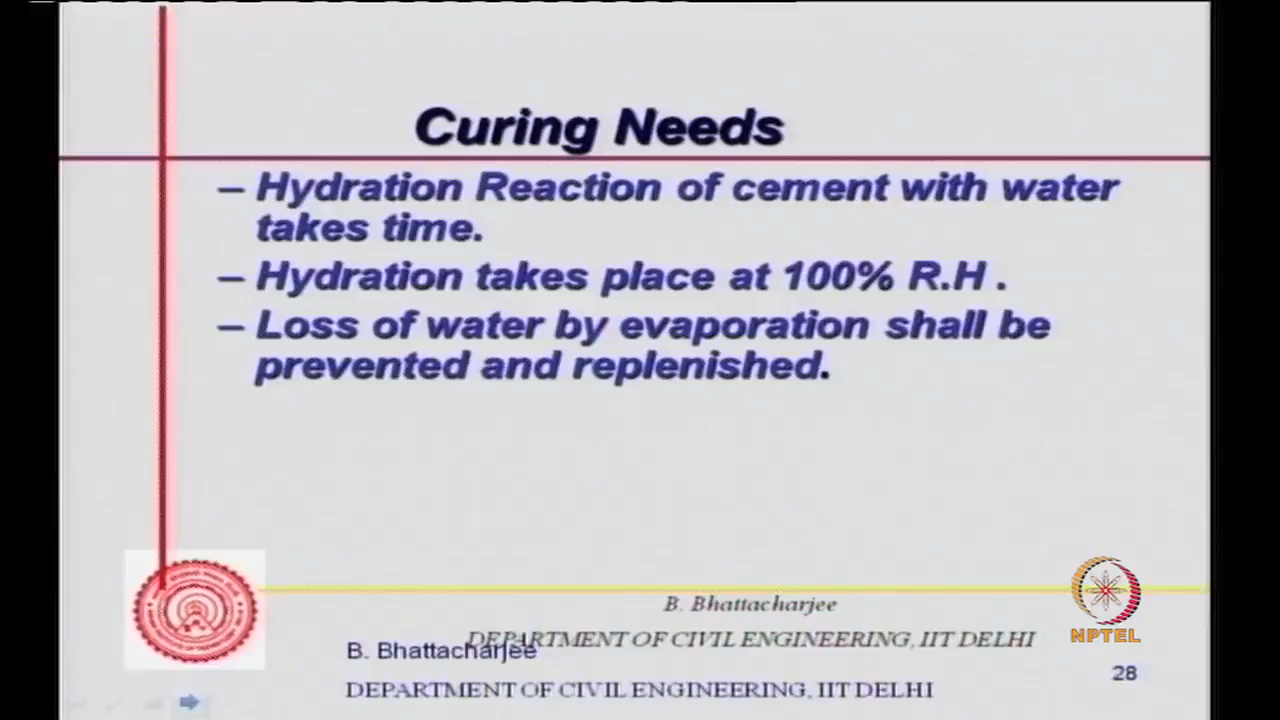 Curing Needs
– Hydration Reaction of cement with water
takes time.
– Hydration takes place at 100% R.H .
– Loss of water by evaporation shall be
prevented and replenished.
B. Bhattacharjee
DEPARTMENT OF CIVIL ENGINEERING, IIT DELHI
B. Bhattacharjee
DEPARTMENT OF CIVIL ENGINEERING, IIT DELHI
NPTEL
28